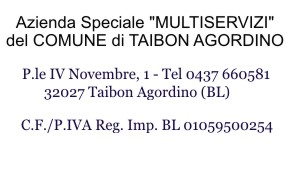 Azienda Speciale "MULTISERVIZI"
del COMUNE di TAIBON AGORDINO
P.le IV Novembre, 1 - Tel 0437 660581
32027 Taibon Agordino (BL)
C.F./P.IVA Reg. Imp. BL 01059500254